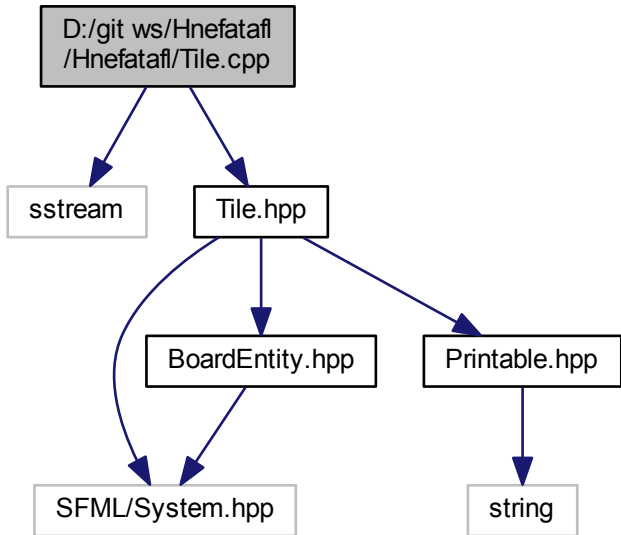 D:/git ws/Hnefatafl
/Hnefatafl/Tile.cpp
sstream
Tile.hpp
BoardEntity.hpp
Printable.hpp
SFML/System.hpp
string